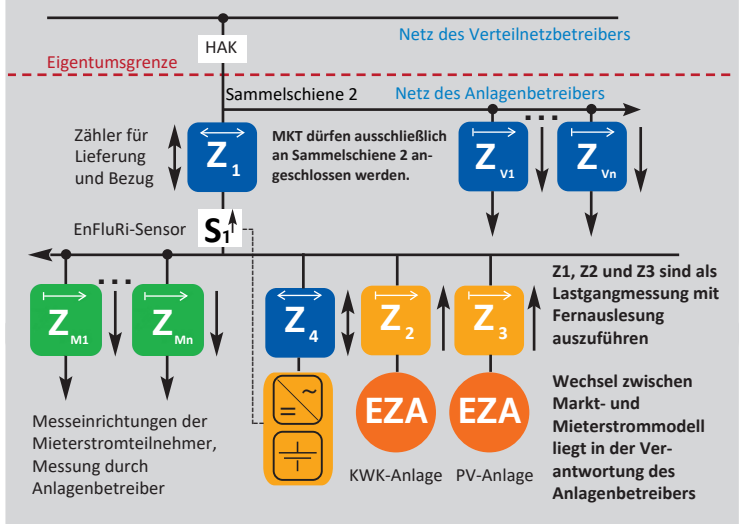 Netz des Verteilnetzbetreibers
HAK
Eigentumsgrenze
Sammelschiene 2
Netz des Anlagenbetreibers
Zähler für
Lieferung
und Bezug
Z1
MKT dürfen ausschließlich
an Sammelschiene 2 an-
geschlossen werden.
ZV1
...
ZVn
EnFluRi-Sensor
S1
ZM1
...
ZMn
Z4
Z2
Z3
Z1, Z2 und Z3 sind als
Lastgangmessung mit
Fernauslesung
auszuführen
EZA
EZA
Messeinrichtungen der
Mieterstromteilnehmer,
Messung durch
Anlagenbetreiber
KWK-Anlage
PV-Anlage
Wechsel zwischen
Markt- und
Mieterstrommodell
liegt in der Ver-
antwortung des
Anlagenbetreibers